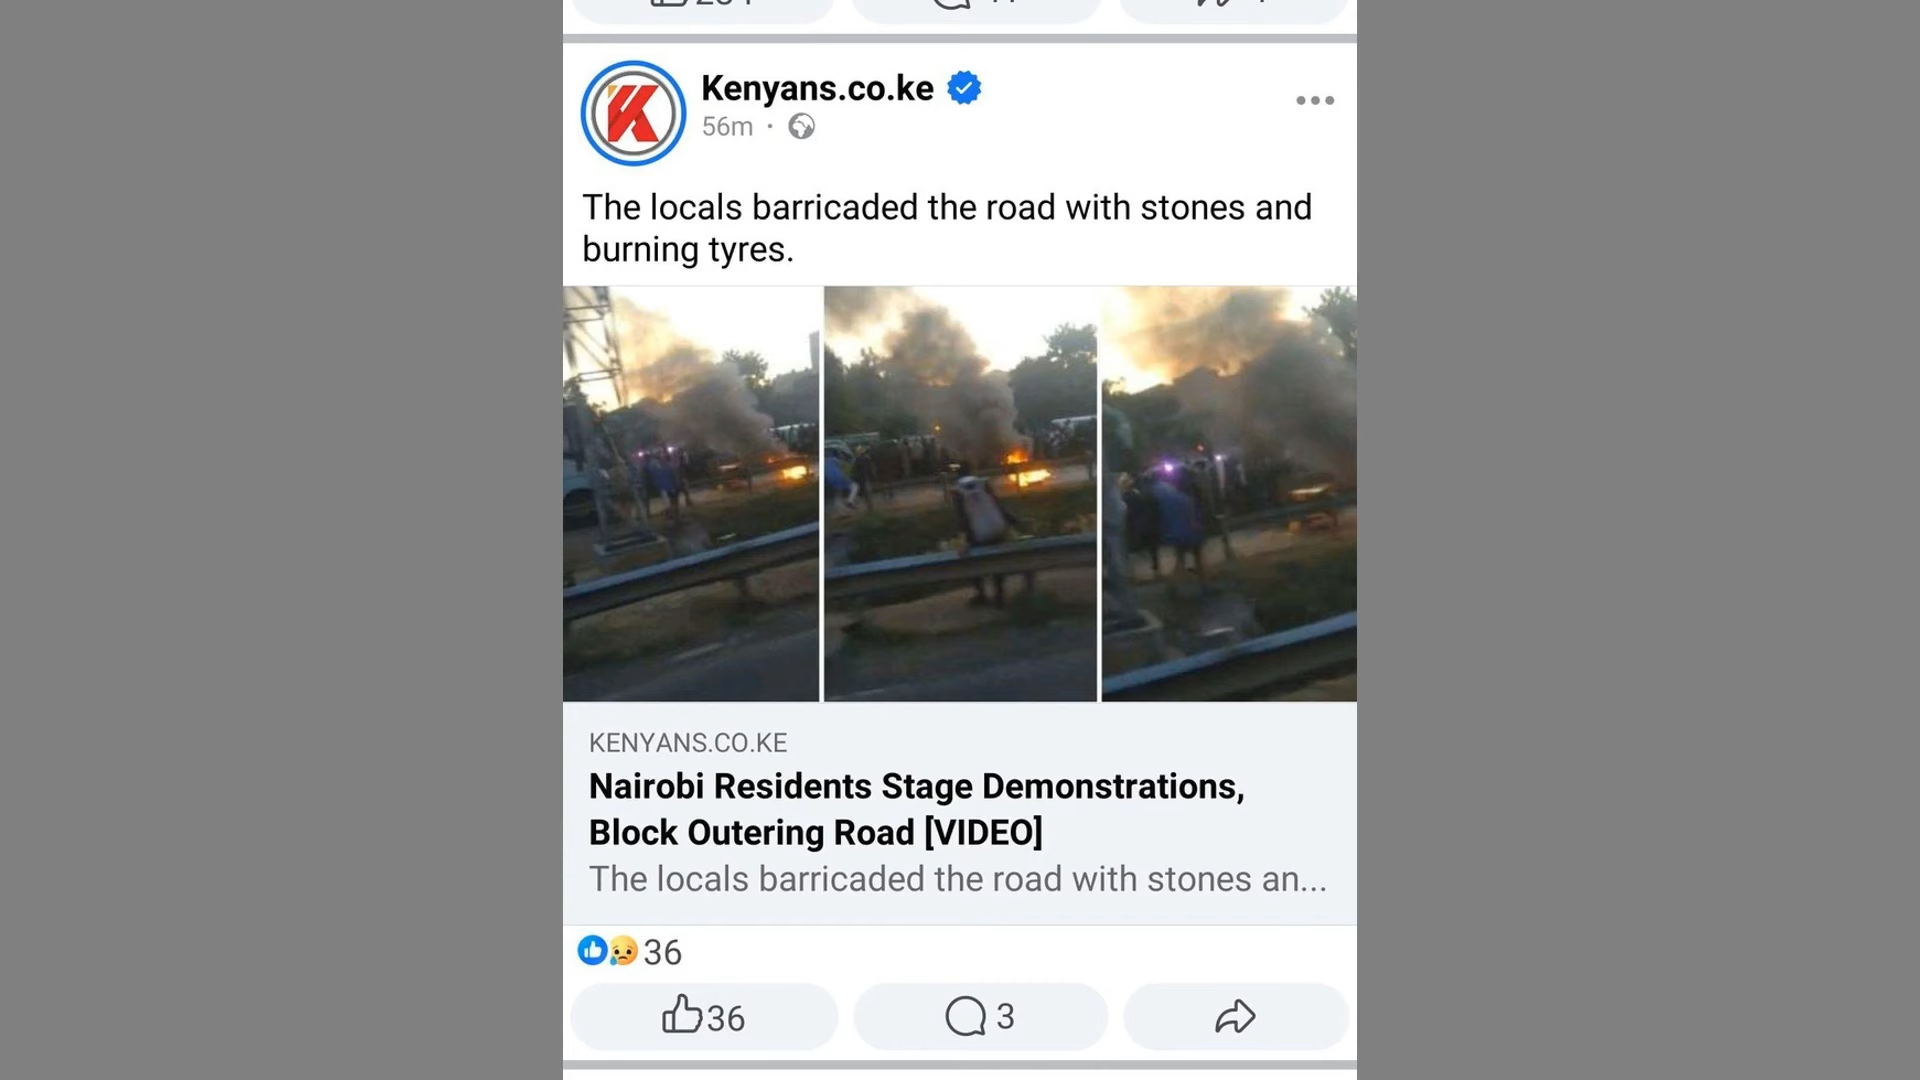 Kenyans.co.ke
56m ·
The locals barricaded the road with stones and
burning tyres.
KENYANS.CO.KE
Nairobi Residents Stage Demonstrations,
Block Outering Road [VIDEO]
The locals barricaded the road with stones an...
36
36 3